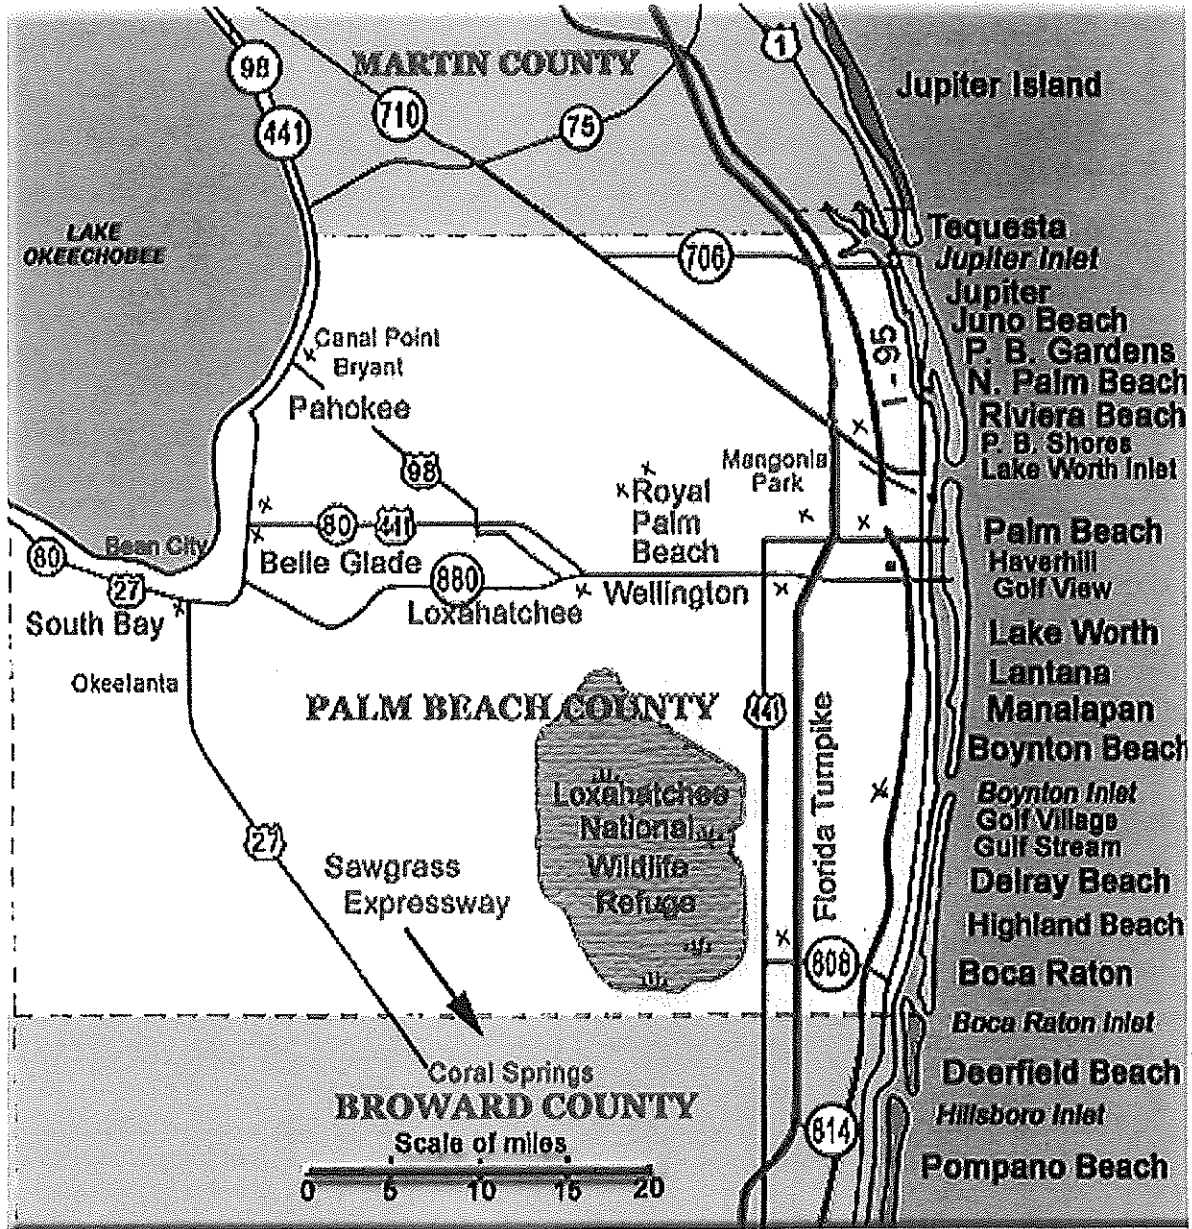 1
98
MARTIN COUNTY
Jupiter Island
710
441
75
LAKE
OKEECHOBEE
Tequesta
706
Jupiter Inlet
Jupiter
Juno Beach
I - 95
Canal Point
Bryant
P. B. Gardens
N. Palm Beach
Pahokee
Riviera Beach
P. B. Shores
Mangonia
Park
Lake Worth Inlet
98
Royal
Palm
Beach
80
441
Palm Beach
Bean City
80
Belle Glade
Haverhill
880
27
Golf View
Loxahatchee
Wellington
South Bay
Lake Worth
Okeelanta
Lantana
PALM BEACH COUNTY
441
Manalapan
Florida Turnpike
Boynton Beach
Loxahatchee
National
Wildlife
Refuge
Boynton Inlet
Golf Village
27
Gulf Stream
Sawgrass
Expressway
Delray Beach
Highland Beach
808
Boca Raton
Boca Raton Inlet
Coral Springs
Deerfield Beach
BROWARD COUNTY
Hillsboro Inlet
814
Scale of miles
Pompano Beach
0 5 10 16 20